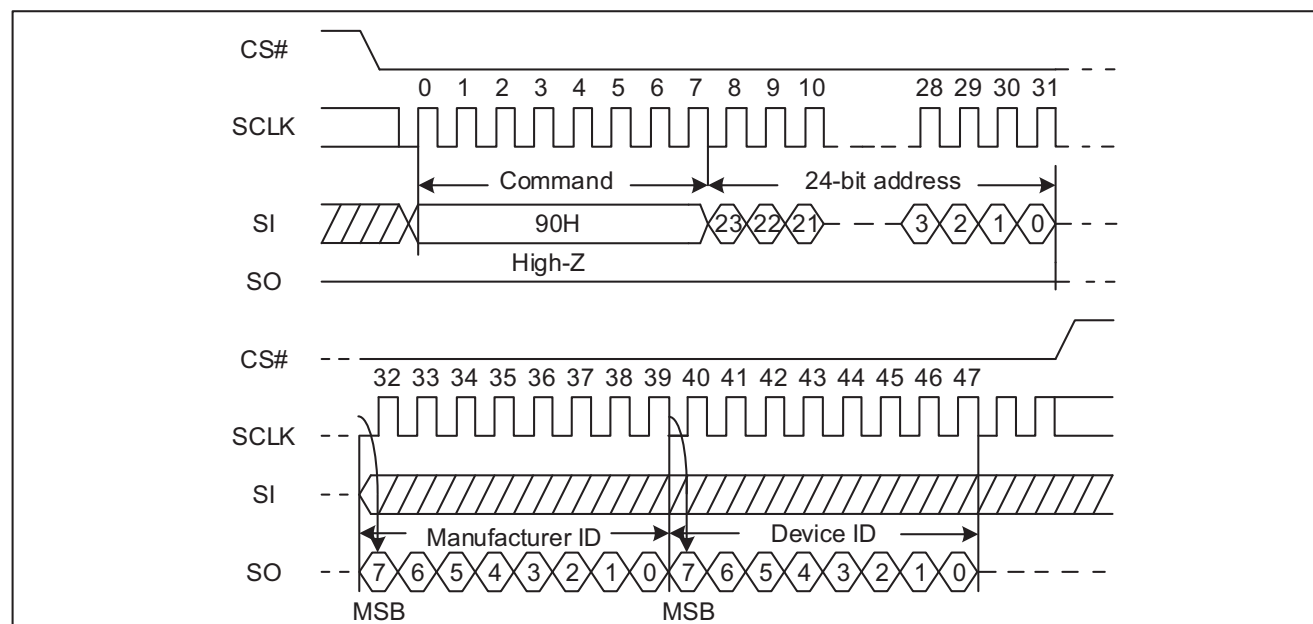 CS#
0 1 2 3 4 5 6 7 8 9 10 28 29 30 31
SCLK
Command 24-bit address
SI 90H 23 22 21 3 2 1 0
High-Z
SO
CS#
32 33 34 35 36 37 38 39 40 41 42 43 44 45 46 47
SCLK
SI
Manufacturer ID Device ID
SO 7 6 5 4 3 2 1 0 7 6 5 4 3 2 1 0
MSB MSB